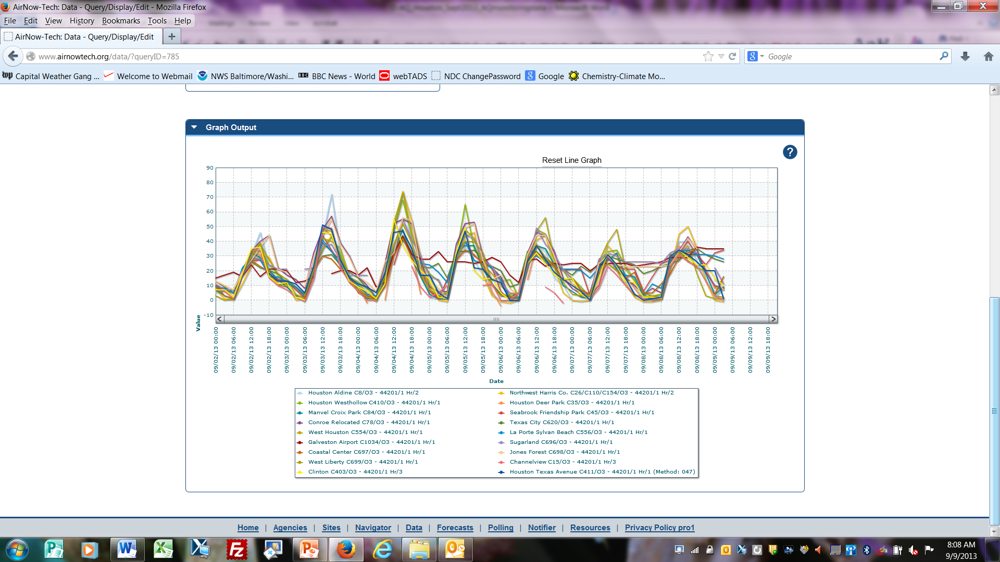 AirNow-Tech: Data - Query/Display/Edit - Mozilla Firefox
File Edit View History Bookmarks Tools Help
AirNow-Tech: Data - Query/Display/Edit
www.airnowtech.org/data/?queryID=785
Google
Capital Weather Gang ... Welcome to Webmail NWS Baltimore/Washi... BBC News - World webTADS NDC ChangePassword Google Chemistry-Climate Mo...
Graph Output
?
Reset Line Graph
90
80
70
60
50
40
30
20
10
0
-10
Value
09/02/13 00:00
09/02/13 06:00
09/02/13 12:00
09/02/13 18:00
09/03/13 00:00
09/03/13 06:00
09/03/13 12:00
09/03/13 18:00
09/04/13 00:00
09/04/13 06:00
09/04/13 12:00
09/04/13 18:00
09/05/13 00:00
09/05/13 06:00
09/05/13 12:00
09/05/13 18:00
09/06/13 00:00
09/06/13 06:00
09/06/13 12:00
09/06/13 18:00
09/07/13 00:00
09/07/13 06:00
09/07/13 12:00
09/07/13 18:00
09/08/13 00:00
09/08/13 06:00
09/08/13 12:00
09/08/13 18:00
09/09/13 00:00
09/09/13 06:00
09/09/13 12:00
09/09/13 18:00
Date
Houston Aldine C8/O3 - 44201/1 Hr/2
Northwest Harris Co. C26/C110/C154/O3 - 44201/1 Hr/2
Houston Westhollow C410/O3 - 44201/1 Hr/1
Houston Deer Park C35/O3 - 44201/1 Hr/1
Manvel Croix Park C84/O3 - 44201/1 Hr/1
Seabrook Friendship Park C45/O3 - 44201/1 Hr/1
Conroe Relocated C78/O3 - 44201/1 Hr/1
Texas City C620/O3 - 44201/1 Hr/1
West Houston C554/O3 - 44201/1 Hr/1
La Porte Sylvan Beach C556/O3 - 44201/1 Hr/1
Galveston Airport C1034/O3 - 44201/1 Hr/1
Sugarland C696/O3 - 44201/1 Hr/1
Coastal Center C697/O3 - 44201/1 Hr/1
Jones Forest C698/O3 - 44201/1 Hr/1
West Liberty C699/O3 - 44201/1 Hr/1
Channelview C15/O3 - 44201/1 Hr/3
Clinton C403/O3 - 44201/1 Hr/3
Houston Texas Avenue C411/O3 - 44201/1 Hr/1 (Method: 047)
Home | Agencies | Sites | Navigator | Data | Forecasts | Polling | Notifier | Resources | Privacy Policy pro1
8:08 AM
9/9/2013